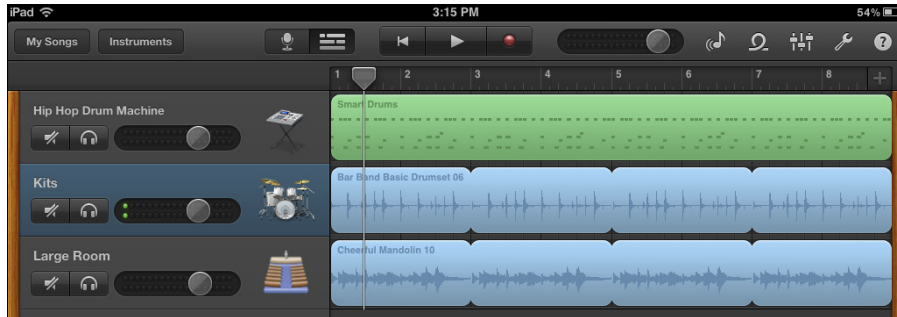 iPad 3:15 PM 54%
My Songs Instruments ?
1 2 3 4 5 6 7 8 +
Hip Hop Drum Machine
Smart Drums
Kits
Bar Band Basic Drumset 06
Large Room
Cheerful Mandolin 10